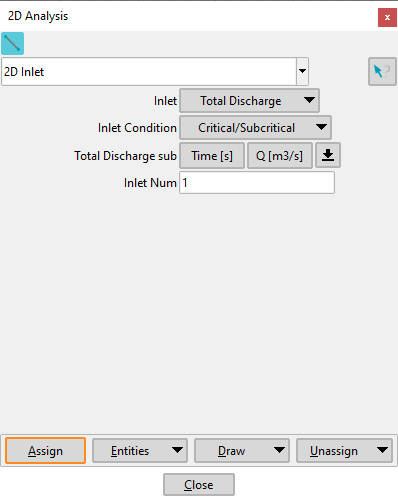 2D Analysis
2D Inlet
Inlet Total Discharge
Inlet Condition Critical/Subcritical
Total Discharge sub Time [s] Q [m3/s]
Inlet Num 1
Assign Entities Draw Unassign
Close